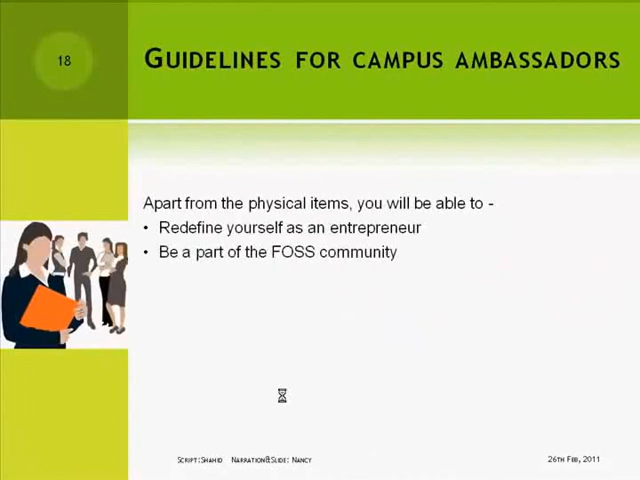 18
GUIDELINES FOR CAMPUS AMBASSADORS
Apart from the physical items, you will be able to -
• Redefine yourself as an entrepreneur
• Be a part of the FOSS community
SCRIPT:SHAHID NARRATION&SLIDE: NANCY
26TH FEB, 2011